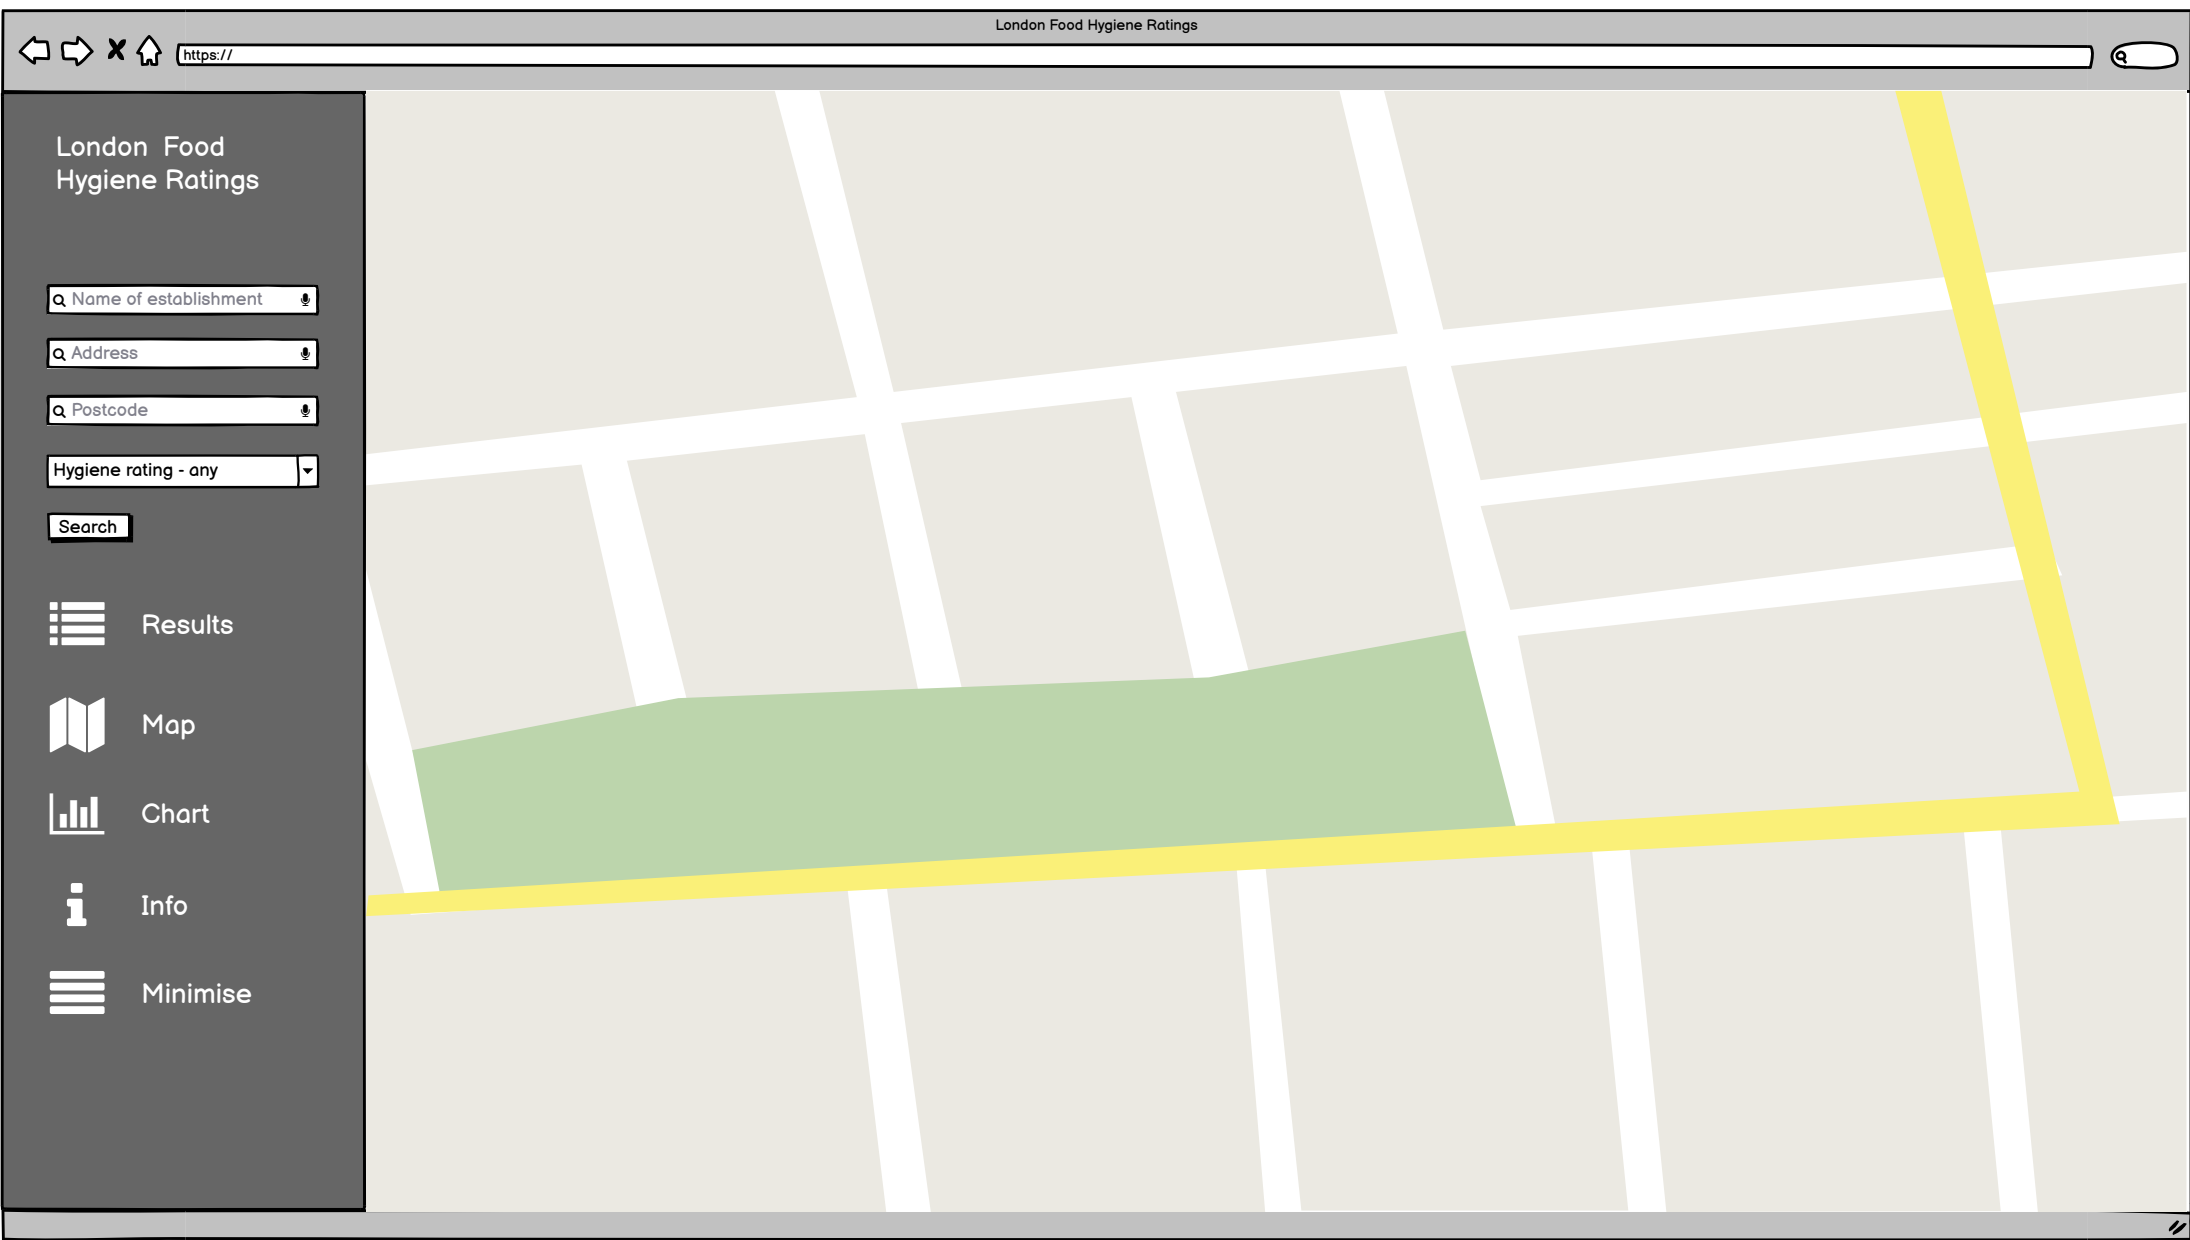 London Food Hygiene Ratings
https://
London Food
Hygiene Ratings
Name of establishment
Address
Postcode
Hygiene rating - any
Search
Results
Map
Chart
Info
Minimise